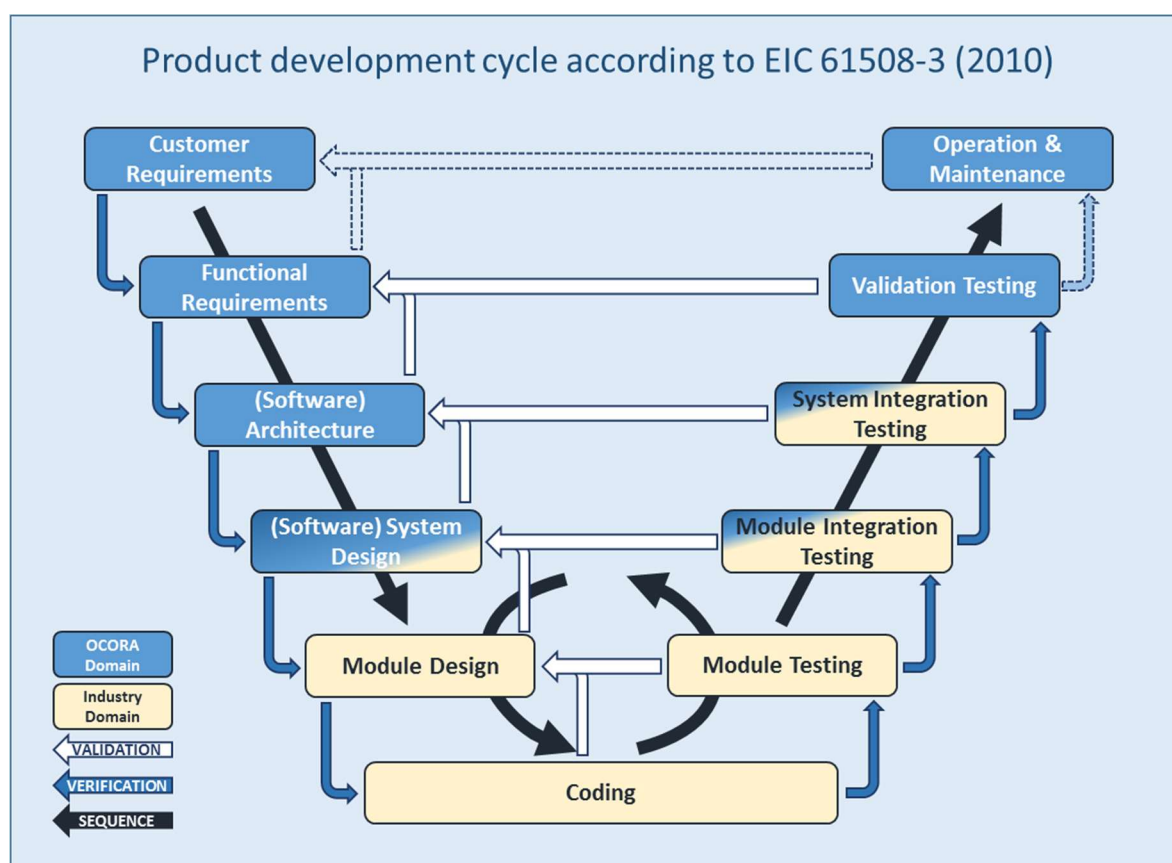 Product development cycle according to EIC 61508-3 (2010)
Customer
Requirements
Operation &
Maintenance
Functional
Requirements
Validation Testing
(Software)
Architecture
System Integration
Testing
(Software) System
Design
Module Integration
Testing
Module Design
Module Testing
Coding
OCORA
Domain
Industry
Domain
VALIDATION
VERIFICATION
SEQUENCE